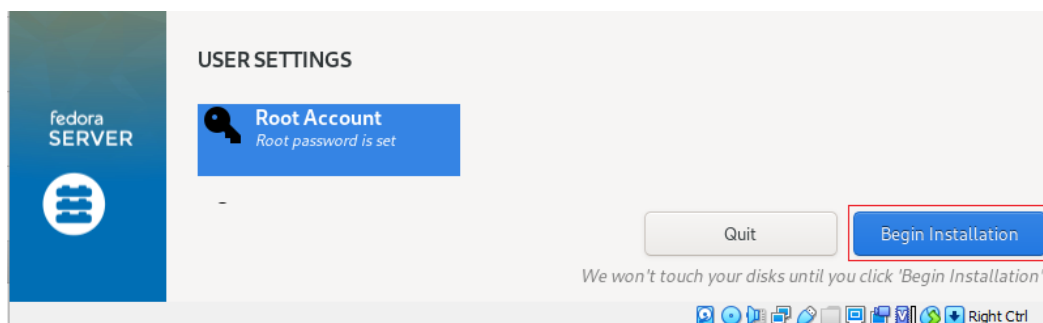 USER SETTINGS
fedora
SERVER
Root Account
Root password is set
Quit
Begin Installation
We won't touch your disks until you click 'Begin Installation'
Right Ctrl